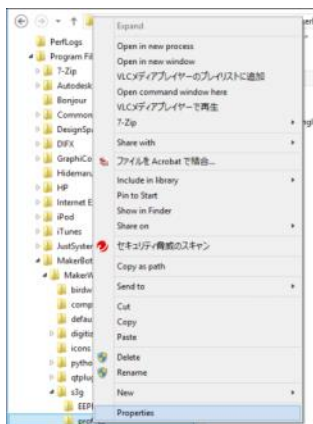 PerfLogs
Program Fil
7-Zip
Autodesk
Bonjour
Common
DesignSp
DIFX
GraphicCo
Hidemaru
HP
Internet E
iPod
iTunes
JustSystem
MakerBot
MakerW
birdw
comp
defau
digitiz
icons
pytho
qtplug
s3g
EEP
prof
Expand
Open in new process
Open in new window
VLCメディアプレイヤーのプレイリストに追加
Open command window here
VLCメディアプレイヤーで再生
7-Zip
Share with
ファイルを Acrobat で結合...
Include in library
Pin to Start
Show in Finder
Share on
セキュリティ脅威のスキャン
Copy as path
Send to
Cut
Copy
Paste
Delete
Rename
New
Properties